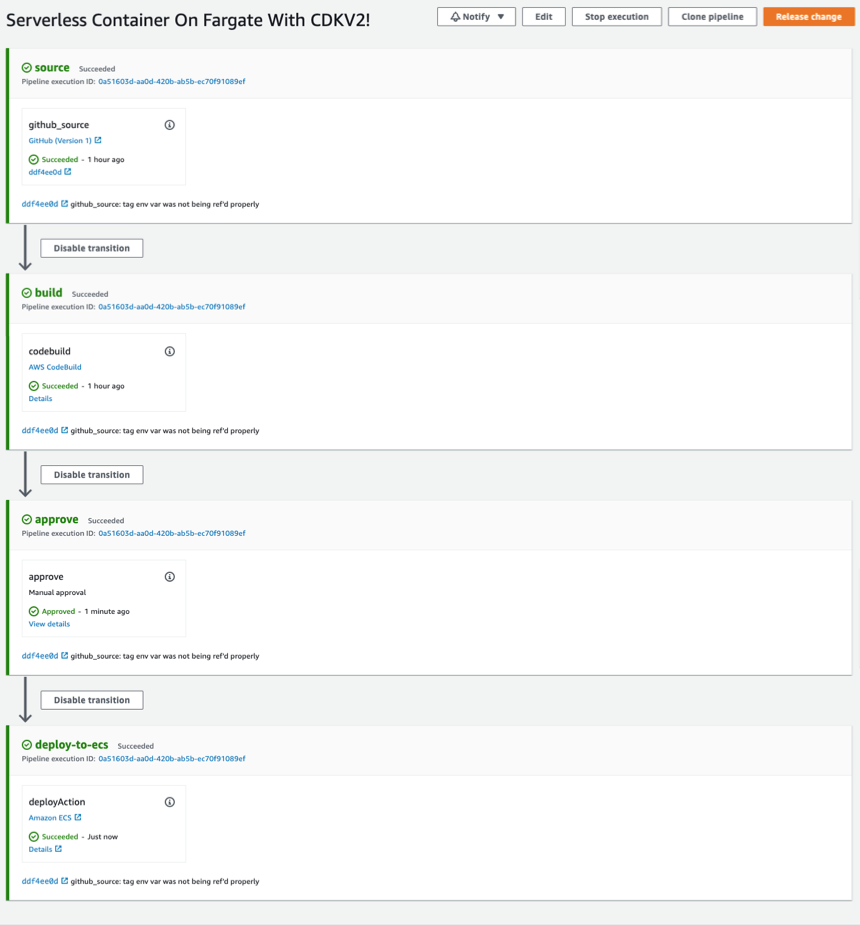 Serverless Container On Fargate With CDKV2!
Notify
Edit
Stop execution
Clone pipeline
Release change
source Succeeded
Pipeline execution ID: 0a51603d-aa0d-420b-ab5b-ec70f91089ef
github_source
GitHub (Version 1)
Succeeded - 1 hour ago
ddf4ee0d
ddf4ee0d github_source: tag env var was not being ref'd properly
Disable transition
build Succeeded
Pipeline execution ID: 0a51603d-aa0d-420b-ab5b-ec70f91089ef
codebuild
AWS CodeBuild
Succeeded - 1 hour ago
Details
ddf4ee0d github_source: tag env var was not being ref'd properly
Disable transition
approve Succeeded
Pipeline execution ID: 0a51603d-aa0d-420b-ab5b-ec70f91089ef
approve
Manual approval
Approved - 1 minute ago
View details
ddf4ee0d github_source: tag env var was not being ref'd properly
Disable transition
deploy-to-ecs Succeeded
Pipeline execution ID: 0a51603d-aa0d-420b-ab5b-ec70f91089ef
deployAction
Amazon ECS
Succeeded - Just now
Details
ddf4ee0d github_source: tag env var was not being ref'd properly